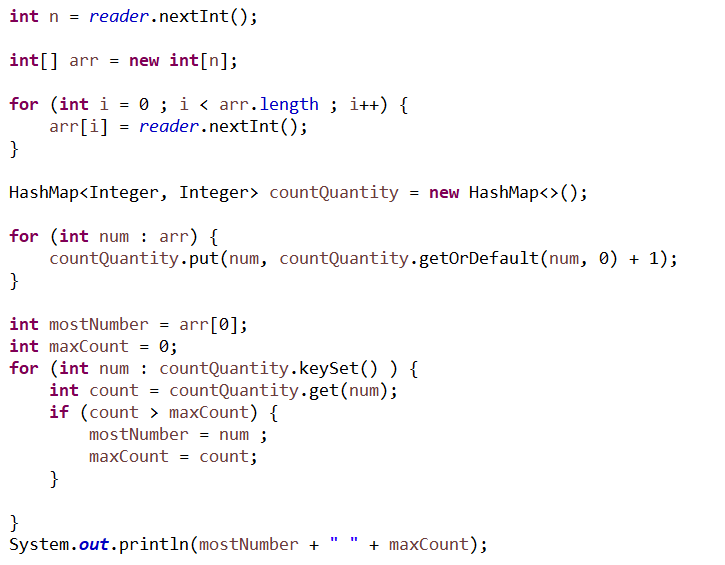 int n = reader.nextInt();
int[] arr = new int[n];
for (int i = 0 ; i < arr.length ; i++) {
    arr[i] = reader.nextInt();
}
HashMap<Integer, Integer> countQuantity = new HashMap<>();
for (int num : arr) {
    countQuantity.put(num, countQuantity.getOrDefault(num, 0) + 1);
}
int mostNumber = arr[0];
int maxCount = 0;
for (int num : countQuantity.keySet() ) {
    int count = countQuantity.get(num);
    if (count > maxCount) {
        mostNumber = num ;
        maxCount = count;
    }
}
System.out.println(mostNumber + " " + maxCount);